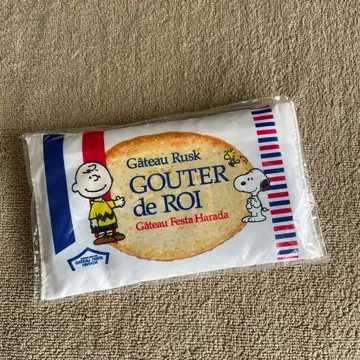 Gâteau Rusk
GOUTER
de ROI
Gâteau Festa Harada